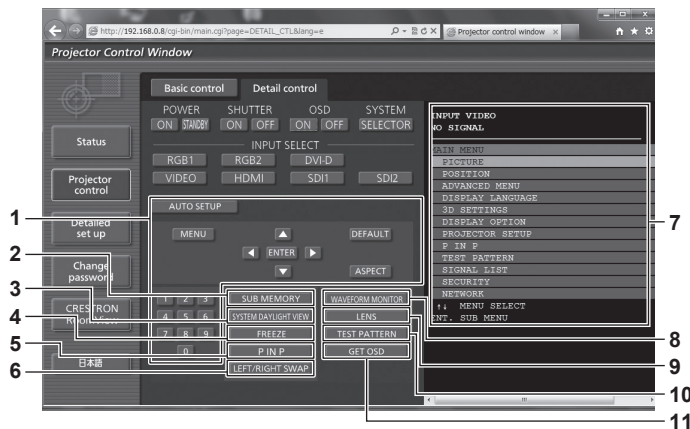 http://192.168.0.8/cgi-bin/main.cgi?page=DETAIL_CTL&lang=e
Projector control window
Projector Control Window
Status
Projector control
Detailed set up
Change password
CRESTRON RoomView
日本語
Basic control
Detail control
POWER SHUTTER OSD SYSTEM
ON STANDBY ON OFF ON OFF SELECTOR
INPUT SELECT
RGB1 RGB2 DVI-D
VIDEO HDMI SDI1 SDI2
AUTO SETUP
MENU DEFAULT
ENTER
ASPECT
1 2 3
4 5 6
7 8 9
0
SUB MEMORY
SYSTEM DAYLIGHT VIEW
FREEZE
P IN P
LEFT/RIGHT SWAP
WAVEFORM MONITOR
LENS
TEST PATTERN
GET OSD
INPUT VIDEO
NO SIGNAL
MAIN MENU
PICTURE
POSITION
ADVANCED MENU
DISPLAY LANGUAGE
3D SETTINGS
DISPLAY OPTION
PROJECTOR SETUP
P IN P
TEST PATTERN
SIGNAL LIST
SECURITY
NETWORK
↑↓ MENU SELECT
ENT. SUB MENU
1
2
3
4
5
6
7
8
9
10
11